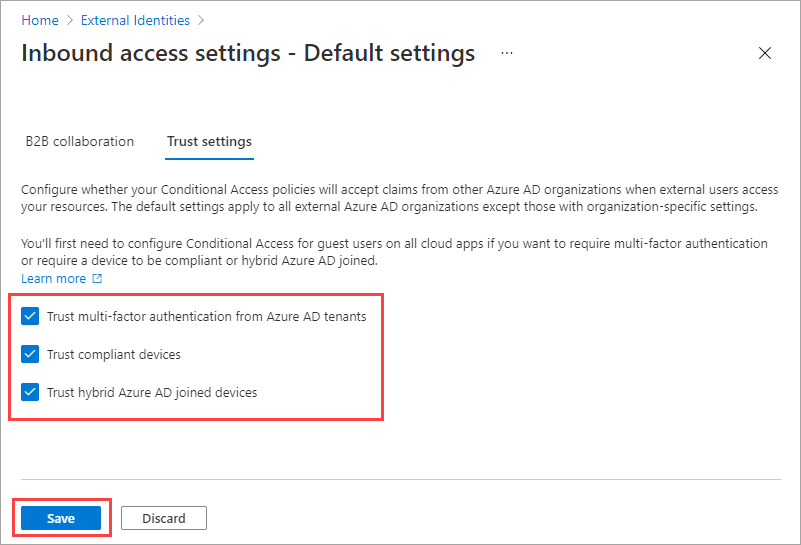 Home > External Identities >
Inbound access settings - Default settings ...
B2B collaboration Trust settings
Configure whether your Conditional Access policies will accept claims from other Azure AD organizations when external users access
your resources. The default settings apply to all external Azure AD organizations except those with organization-specific settings.
You'll first need to configure Conditional Access for guest users on all cloud apps if you want to require multi-factor authentication
or require a device to be compliant or hybrid Azure AD joined.
Learn more
Trust multi-factor authentication from Azure AD tenants
Trust compliant devices
Trust hybrid Azure AD joined devices
Save Discard